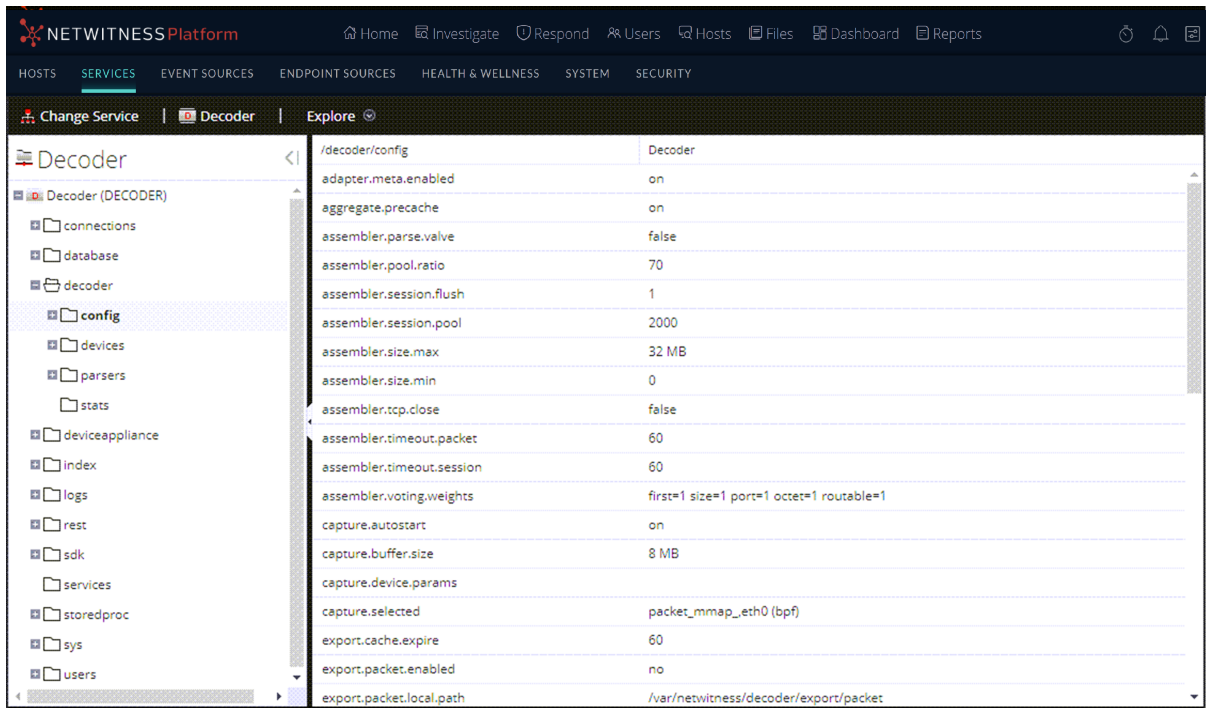 NETWITNESS Platform
Home Investigate Respond Users Hosts Files Dashboard Reports
HOSTS SERVICES EVENT SOURCES ENDPOINT SOURCES HEALTH & WELLNESS SYSTEM SECURITY
Change Service | D Decoder | Explore
Decoder
D Decoder (DECODER)
connections
database
decoder
config
devices
parsers
stats
deviceappliance
index
logs
rest
sdk
services
storedproc
sys
users
/decoder/config Decoder
adapter.meta.enabled on
aggregate.precache on
assembler.parse.valve false
assembler.pool.ratio 70
assembler.session.flush 1
assembler.session.pool 2000
assembler.size.max 32 MB
assembler.size.min 0
assembler.tcp.close false
assembler.timeout.packet 60
assembler.timeout.session 60
assembler.voting.weights first=1 size=1 port=1 octet=1 routable=1
capture.autostart on
capture.buffer.size 8 MB
capture.device.params
capture.selected packet_mmap_,eth0 (bpf)
export.cache.expire 60
export.packet.enabled no
export.packet.local.path /var/netwitness/decoder/export/packet